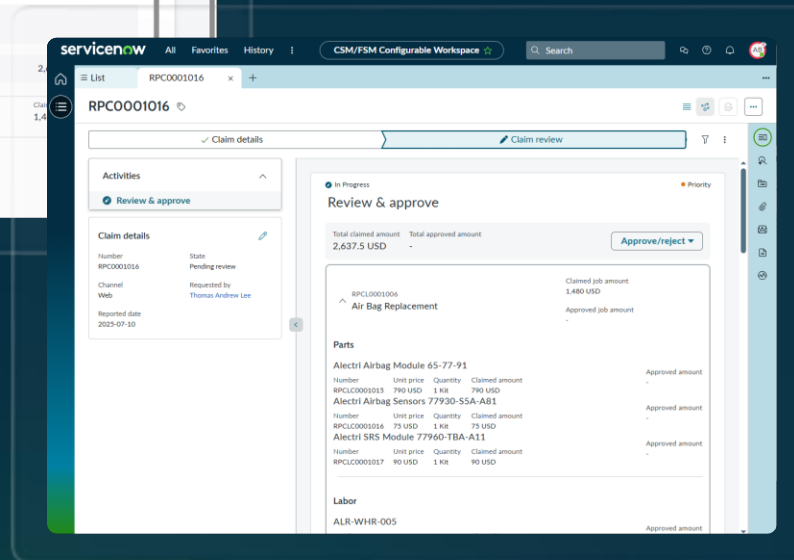 2,
Clai
1,4
servicenow All Favorites History CSM/FSM Configurable Workspace Search
List RPC0001016 × +
RPC0001016
Claim details Claim review
Activities
Review & approve
Claim details
Number State
RPC0001016 Pending review
Channel Requested by
Web Thomas Andrew Lee
Reported date
2025-07-10
In Progress Priority
Review & approve
Total claimed amount Total approved amount
2,637.5 USD -
Approve/reject
RPCL0001006
Air Bag Replacement
Claimed job amount
1,480 USD
Approved job amount
-
Parts
Alectri Airbag Module 65-77-91
Number Unit price Quantity Claimed amount Approved amount
RPCLC0001015 790 USD 1 Kit 790 USD -
Alectri Airbag Sensors 77930-S5A-A81
Number Unit price Quantity Claimed amount Approved amount
RPCLC0001016 75 USD 1 Kit 75 USD -
Alectri SRS Module 77960-TBA-A11
Number Unit price Quantity Claimed amount Approved amount
RPCLC0001017 90 USD 1 Kit 90 USD -
Labor
ALR-WHR-005
Approved amount